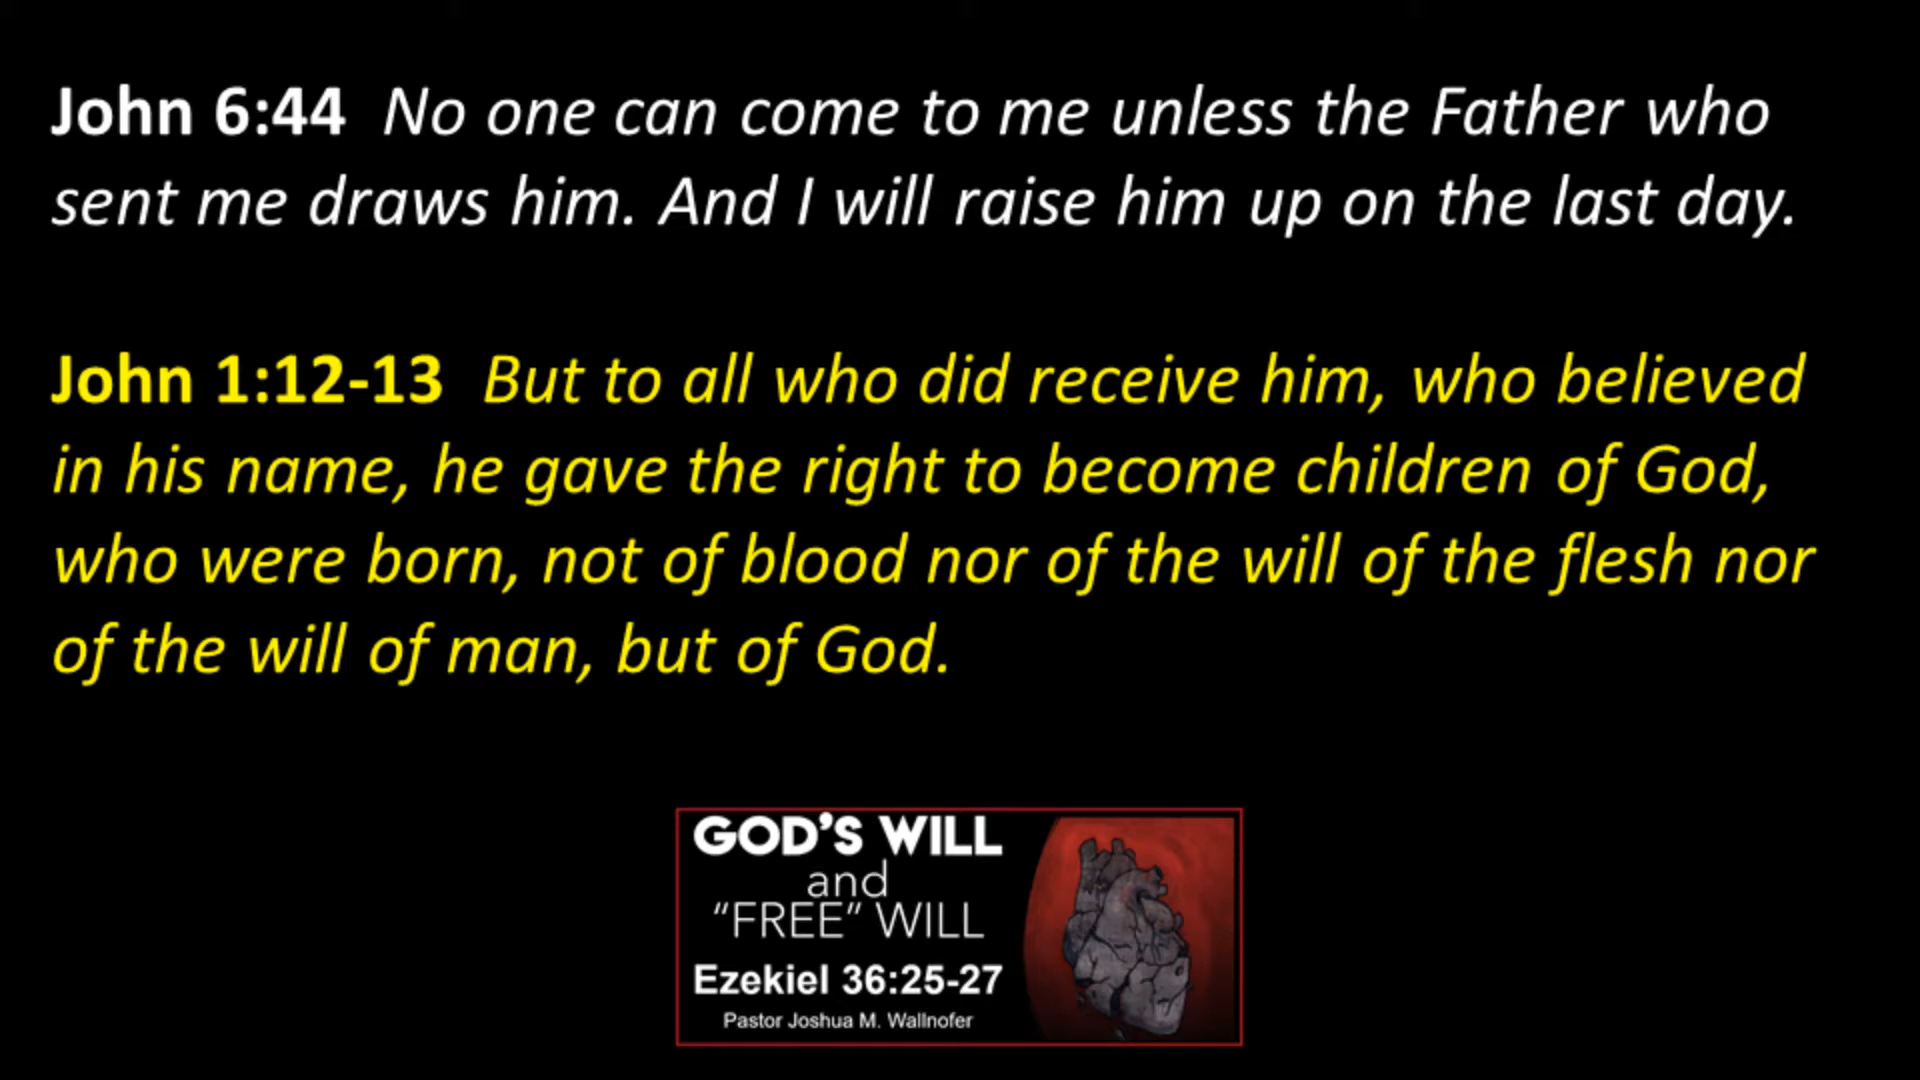 John 6:44 No one can come to me unless the Father who
sent me draws him. And I will raise him up on the last day.
John 1:12-13 But to all who did receive him, who believed
in his name, he gave the right to become children of God,
who were born, not of blood nor of the will of the flesh nor
of the will of man, but of God.
GOD'S WILL
and
“FREE” WILL
Ezekiel 36:25-27
Pastor Joshua M. Wallnofer